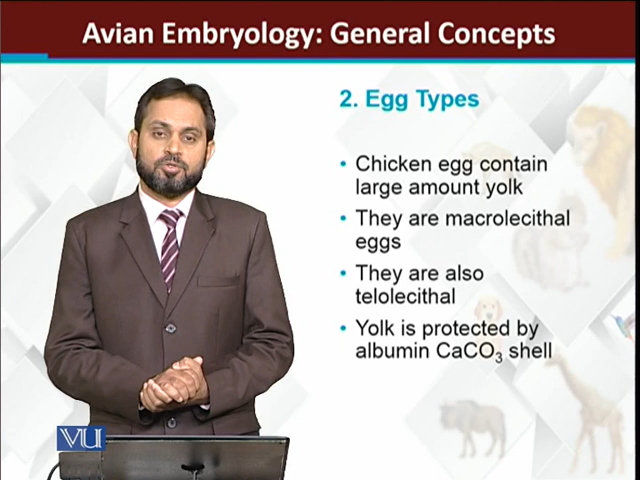 Avian Embryology: General Concepts
2. Egg Types
• Chicken egg contain
large amount yolk
• They are macrolecithal
eggs
• They are also
telolecithal
• Yolk is protected by
albumin CaCO₃ shell
VU